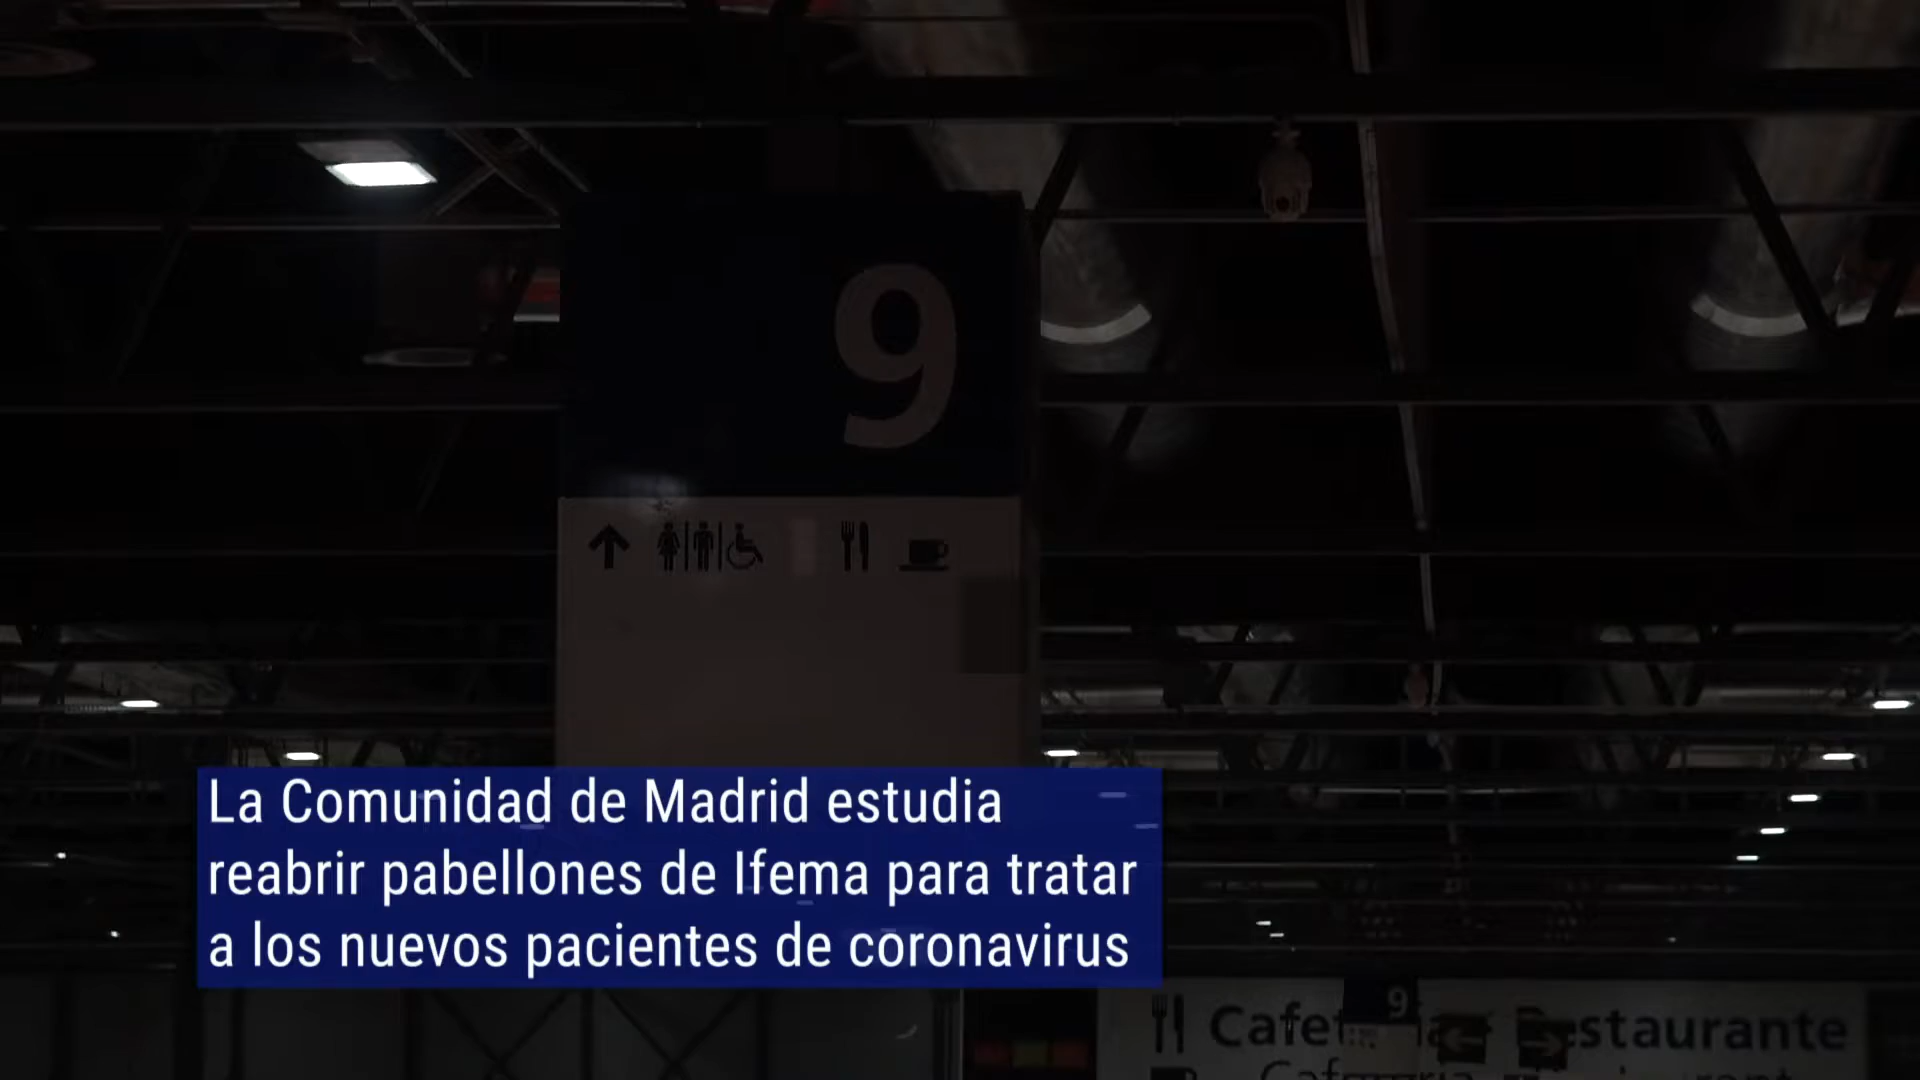 9
La Comunidad de Madrid estudia
reabrir pabellones de Ifema para tratar
a los nuevos pacientes de coronavirus
9
Restaurante